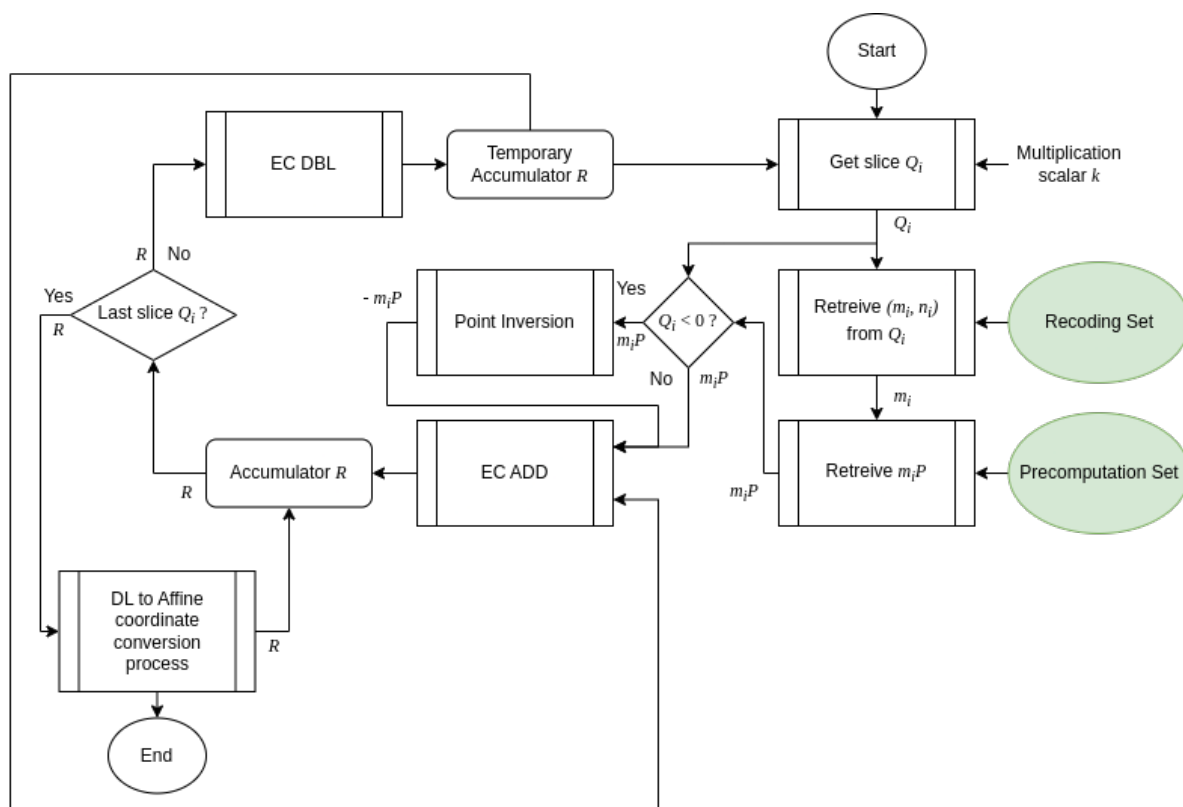 Start
EC DBL
Temporary
Accumulator R
Get slice Qᵢ
Multiplication
scalar k
Qᵢ
R
No
Yes
R
Last slice Qᵢ ?
- mᵢP
Point Inversion
Yes
mᵢP
Qᵢ < 0 ?
No
mᵢP
Retreive (mᵢ, nᵢ)
from Qᵢ
Recoding Set
mᵢ
Accumulator R
R
EC ADD
mᵢP
Retreive mᵢP
Precomputation Set
DL to Affine
coordinate
conversion
process
R
End